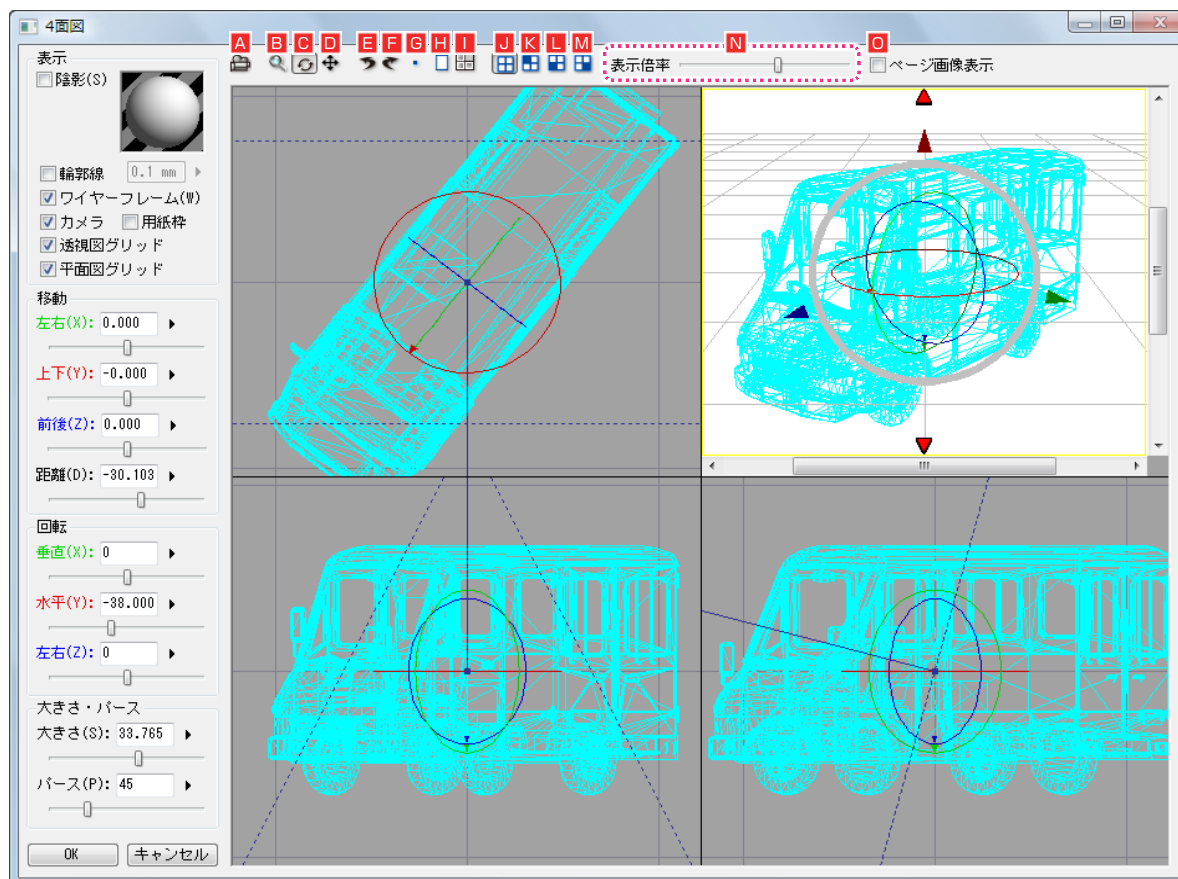 4面図
A B C D E F G H I J K L M N O
表示倍率
ページ画像表示
表示
陰影(S)
輪郭線 0.1 mm
ワイヤーフレーム(W)
カメラ 用紙枠
透視図グリッド
平面図グリッド
移動
左右(X): 0.000
上下(Y): -0.000
前後(Z): 0.000
距離(D): -30.103
回転
垂直(X): 0
水平(Y): -38.000
左右(Z): 0
大きさ・パース
大きさ(S): 33.765
パース(P): 45
OK キャンセル